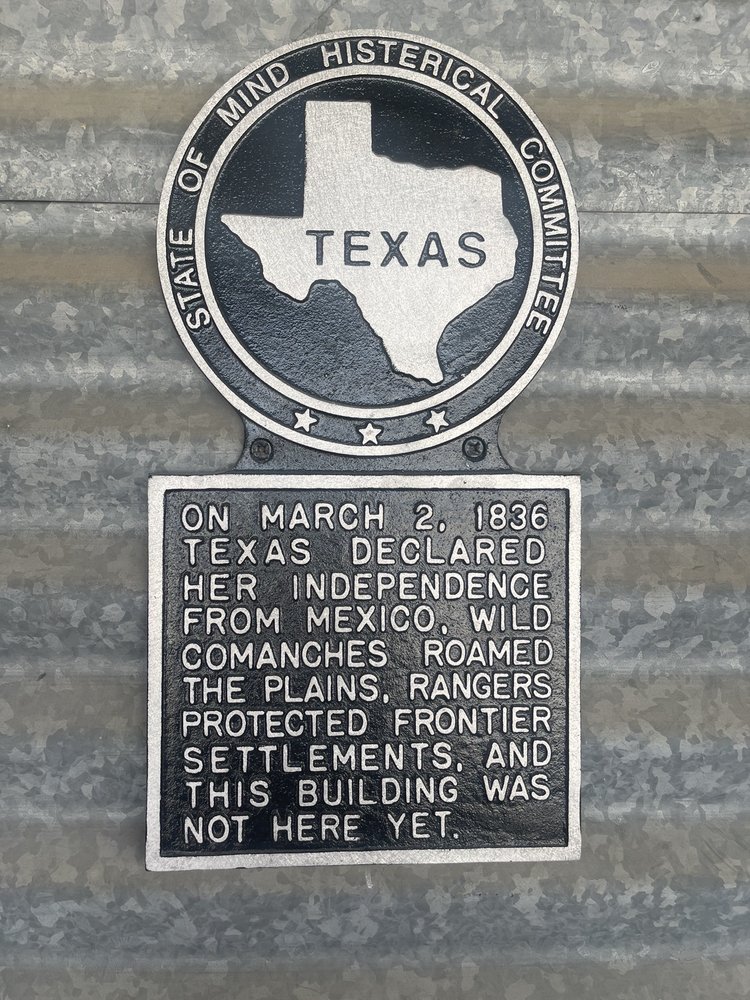 STATE OF MIND HISTERICAL COMMITTEE
TEXAS
ON MARCH 2, 1836
TEXAS DECLARED
HER INDEPENDENCE
FROM MEXICO, WILD
COMANCHES ROAMED
THE PLAINS, RANGERS
PROTECTED FRONTIER
SETTLEMENTS, AND
THIS BUILDING WAS
NOT HERE YET.